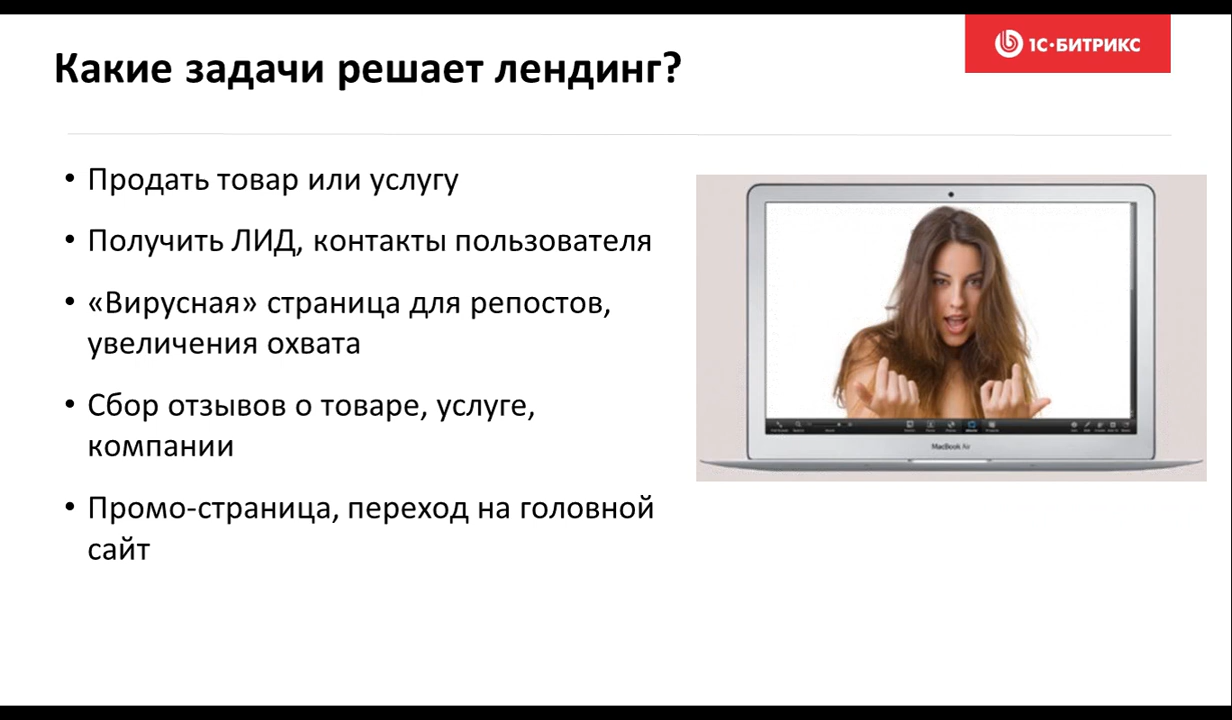 Какие задачи решает лендинг?
1С·БИТРИКС
• Продать товар или услугу
• Получить ЛИД, контакты пользователя
• «Вирусная» страница для репостов,
увеличения охвата
• Сбор отзывов о товаре, услуге,
компании
• Промо-страница, переход на головной
сайт
MacBook Air